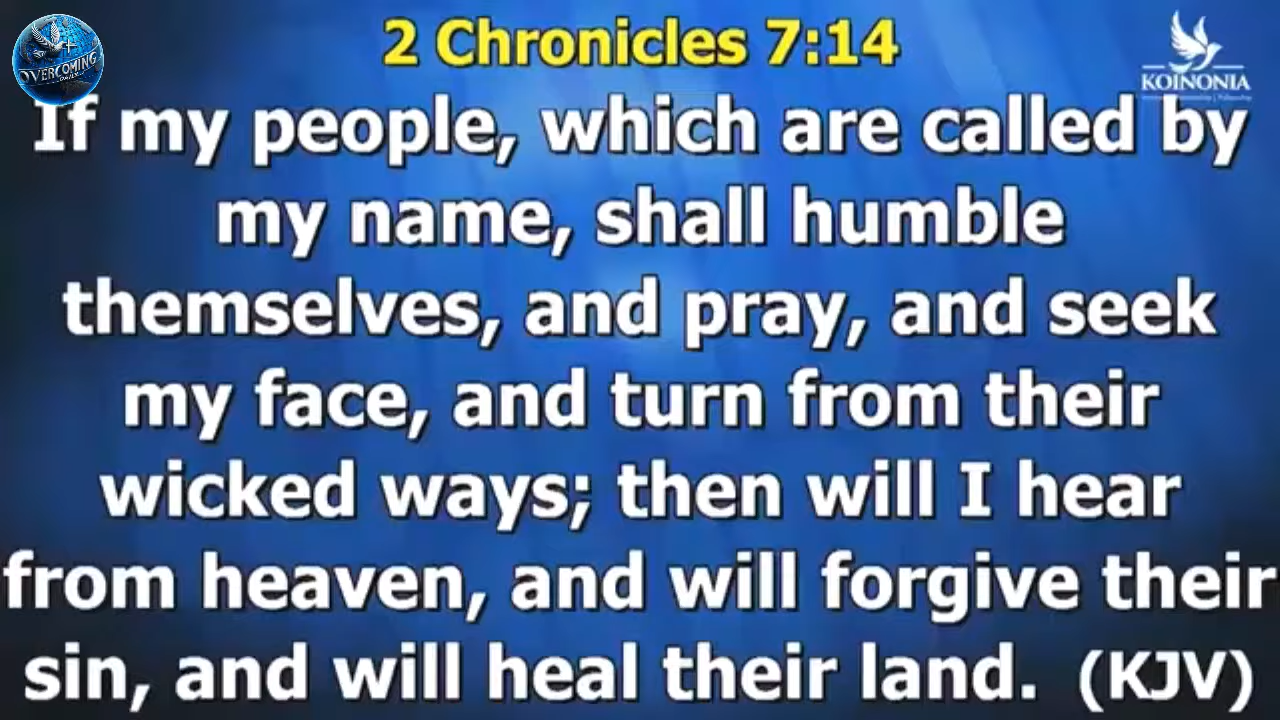 2 Chronicles 7:14
OVERCOMING
DAILY
KOINONIA
If my people, which are called by
my name, shall humble
themselves, and pray, and seek
my face, and turn from their
wicked ways; then will I hear
from heaven, and will forgive their
sin, and will heal their land. (KJV)